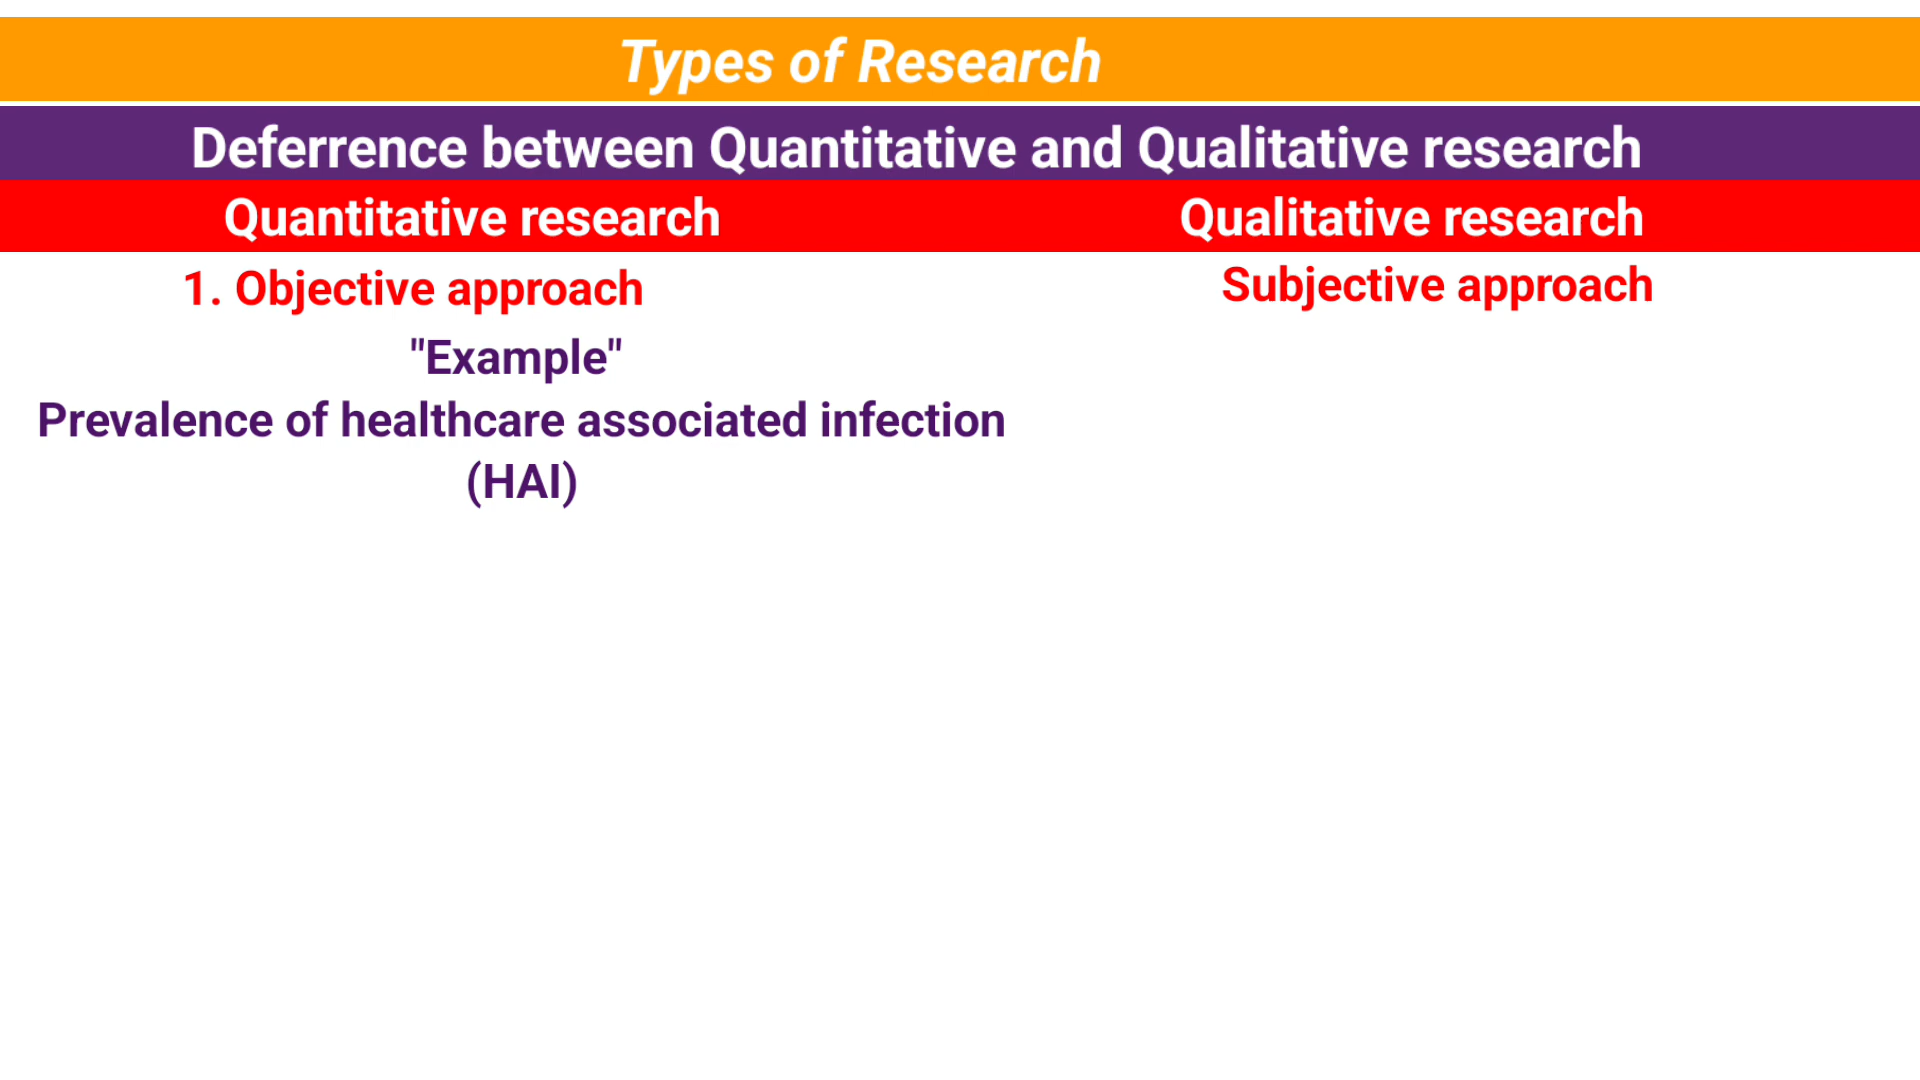 Types of Research
Deferrence between Quantitative and Qualitative research
Quantitative research
Qualitative research
1. Objective approach
Subjective approach
"Example"
Prevalence of healthcare associated infection
(HAI)